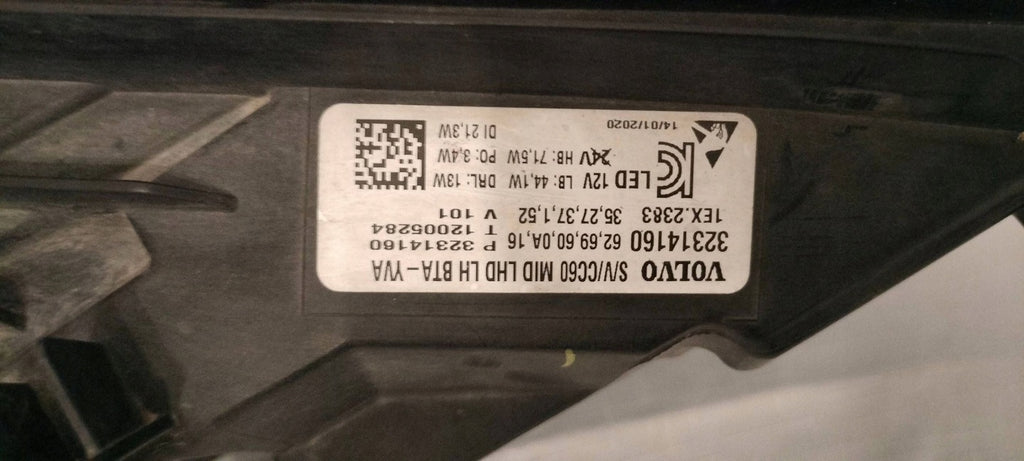 VOLVO S/V/CC60 MID LHD LH BTA-YVA
32314160 62,69,60,0A,16 P 32314160
T 12005284
1EX.2383 35,27,37,1,52 V 101
LED 12V LB: 44,1W DRL: 13W
24V HB: 71,5W PO: 3,4W
14/01/2020 DI 21,3W